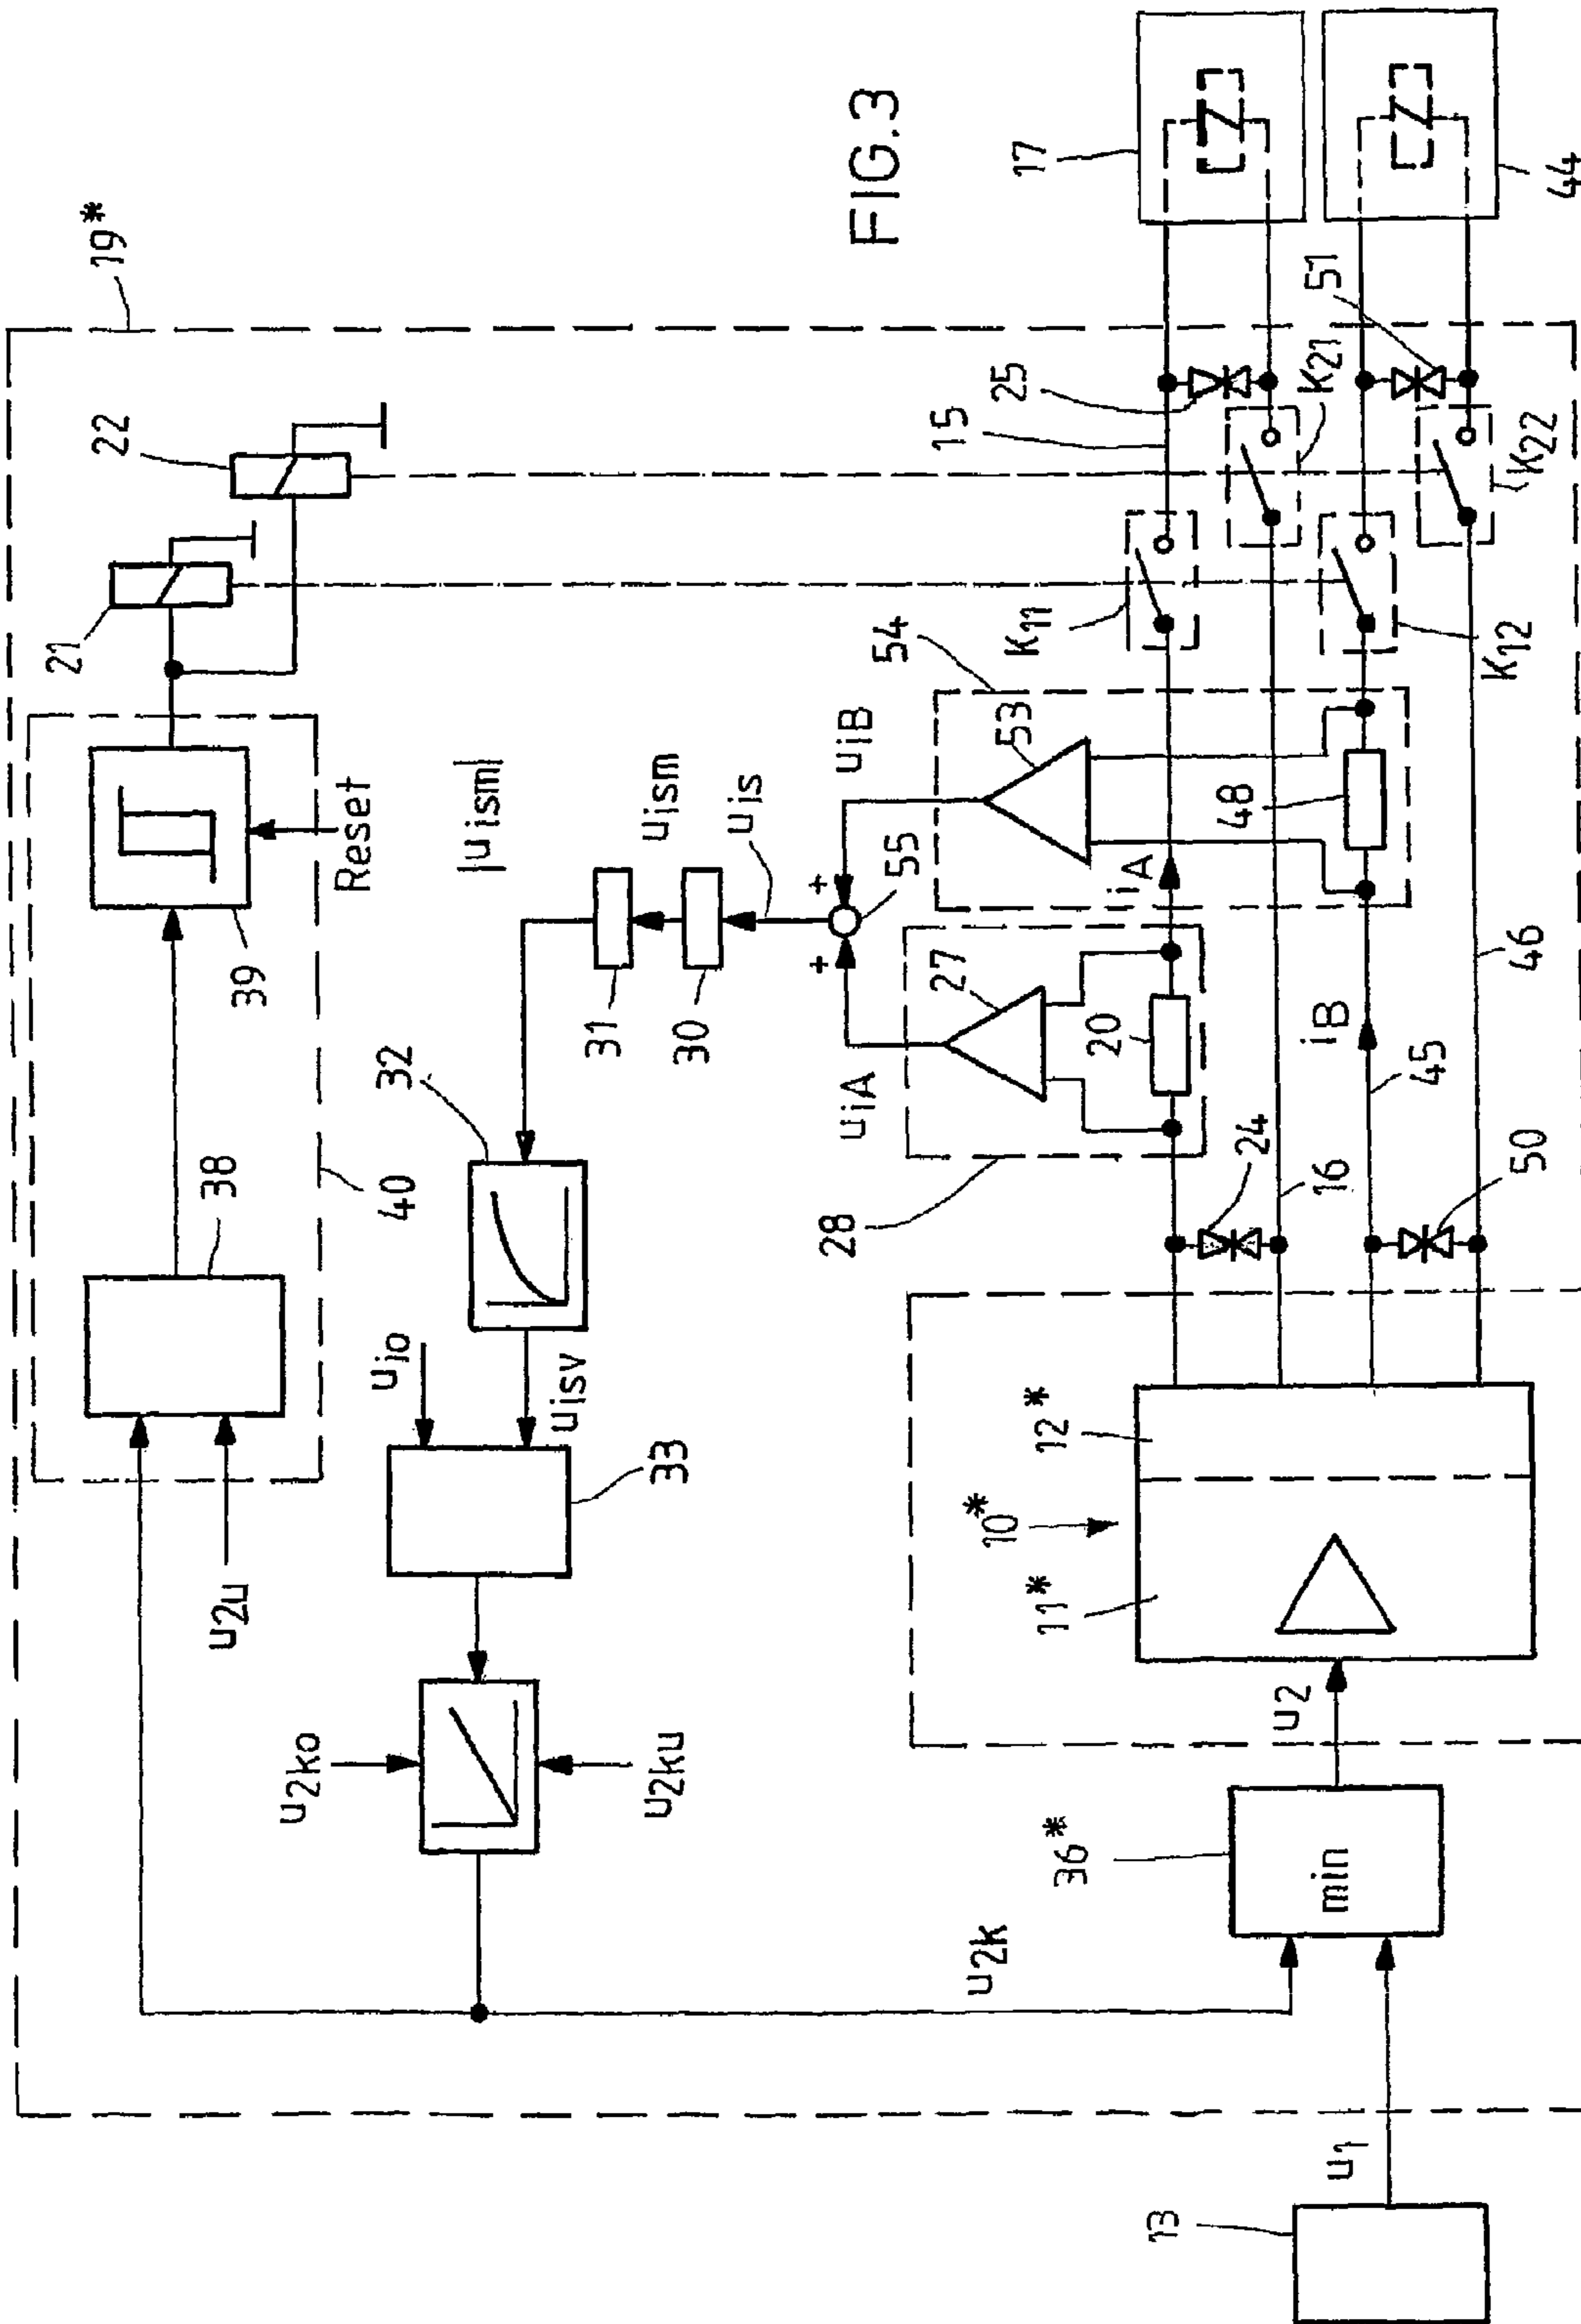 FIG.3
19*
22
21
17
44
51
25
15
K21
K22
K11
K12
54
53
48
uiB
uiA
55
iA
iB
27
20
28
24
16
45
46
50
|uism|
uism
uis
31
30
32
uisv
uio
33
Reset
39
38
40
u2u
u2ko
u2ku
u2k
12*
10*
11*
u2
36*
min
u1
13
+
+